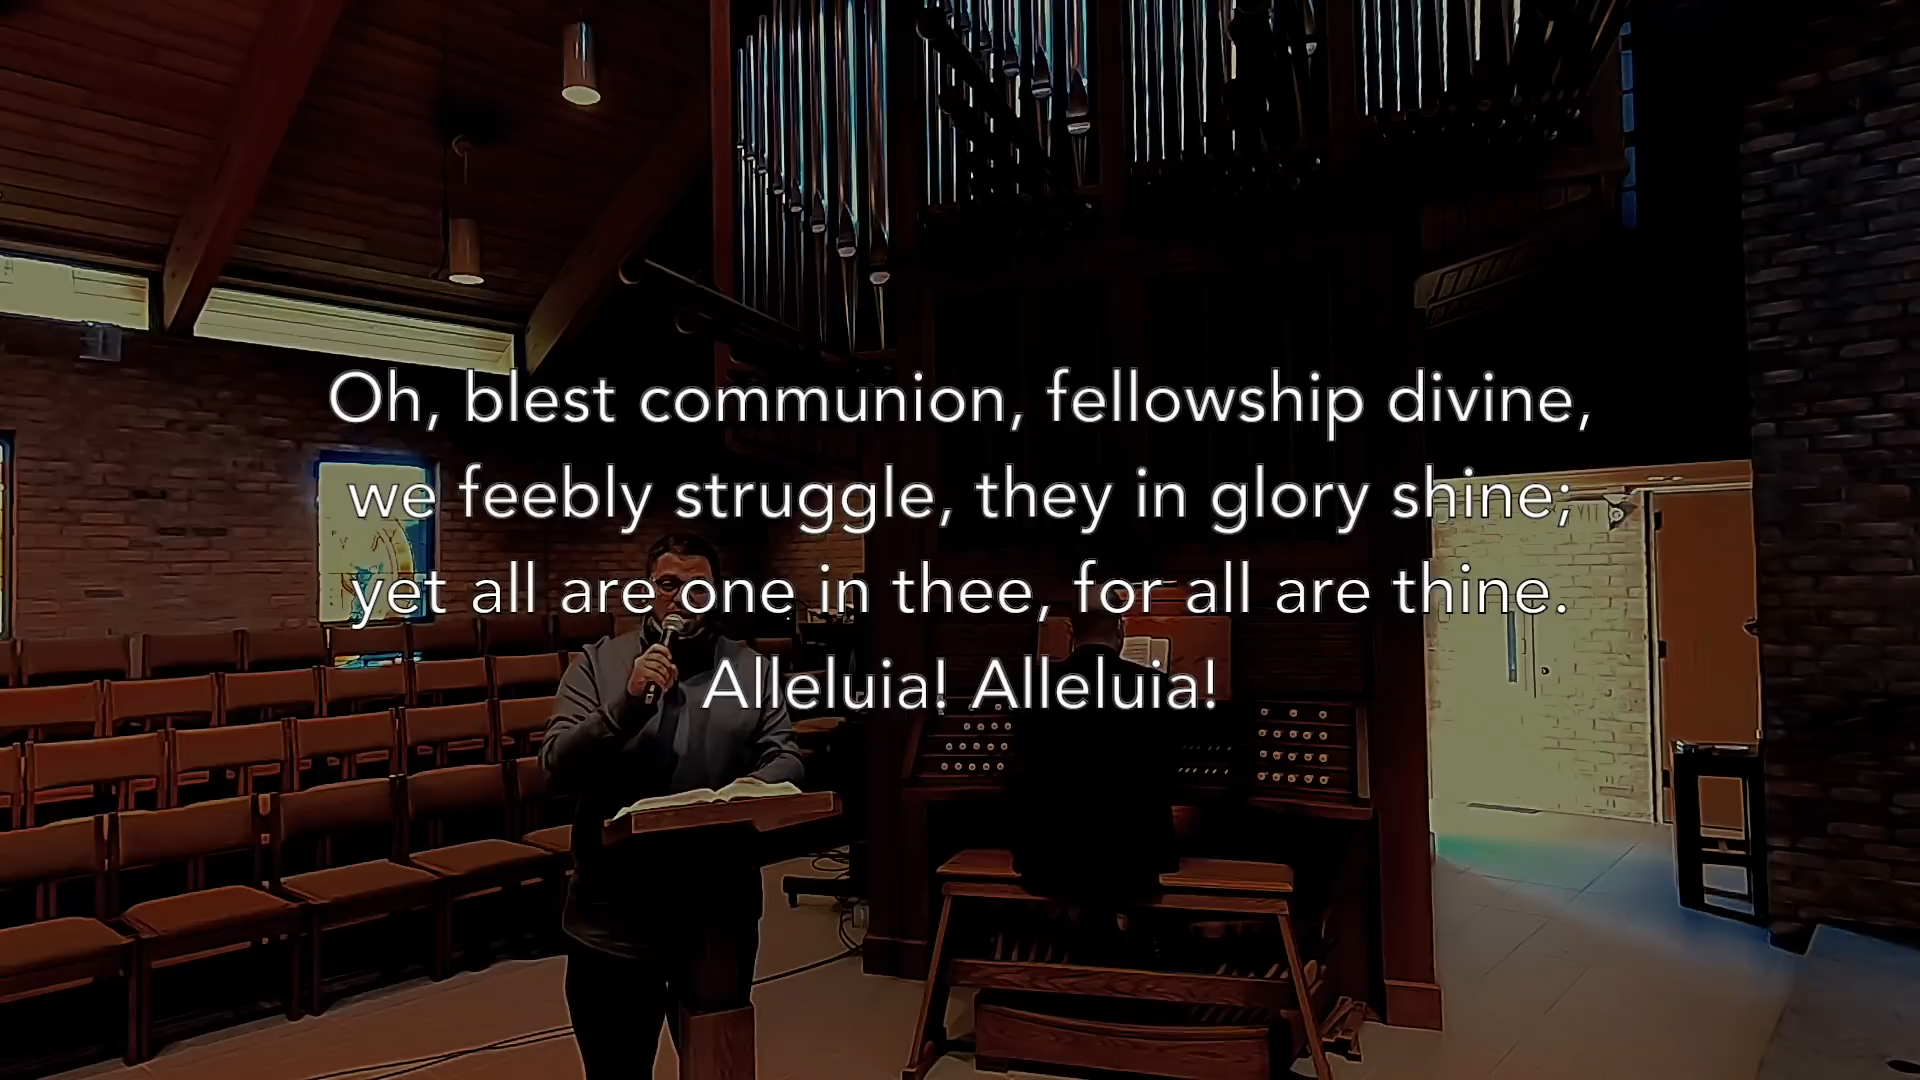 Oh, blest communion, fellowship divine,
we feebly struggle, they in glory shine;
yet all are one in thee, for all are thine.
Alleluia! Alleluia!